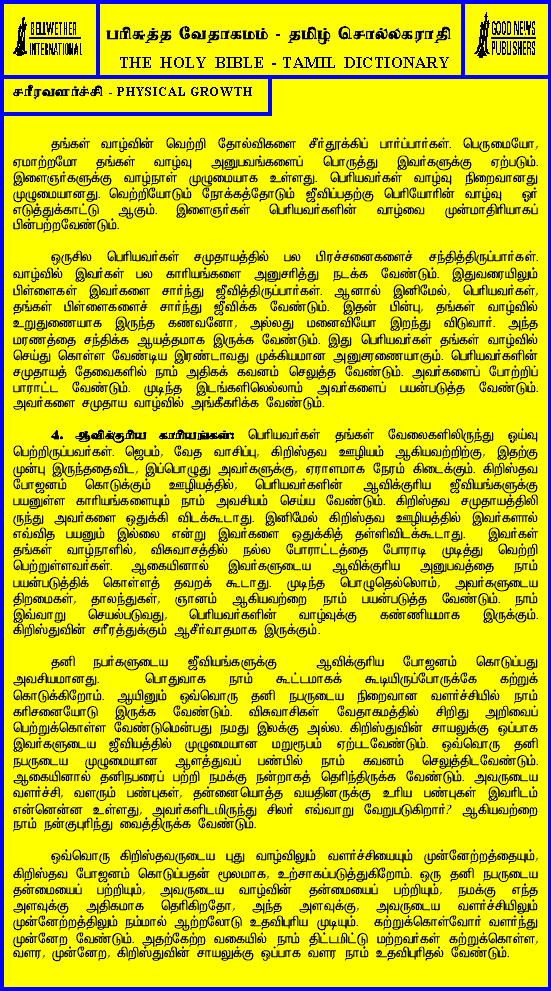 BELLWETHER
INTERNATIONAL
பரிசுத்த வேதாகமம் - தமிழ் சொல்லகராதி
THE HOLY BIBLE - TAMIL DICTIONARY
GOOD NEWS
PUBLISHERS
சரீரவளர்ச்சி - PHYSICAL GROWTH
தங்கள் வாழ்வின் வெற்றி தோல்விகளை சீர்தூக்கிப் பார்ப்பார்கள். பெருமையோ,
ஏமாற்றமோ தங்கள் வாழ்வு அனுபவங்களைப் பொருத்து இவர்களுக்கு ஏற்படும்.
இளைஞர்களுக்கு வாழ்நாள் முழுமையாக உள்ளது. பெரியவர்கள் வாழ்வு நிறைவானது
முழுமையானது. வெற்றியோடும் நோக்கத்தோடும் ஜீவிப்பதற்கு பெரியோரின் வாழ்வு ஓர்
எடுத்துக்காட்டு ஆகும். இளைஞர்கள் பெரியவர்களின் வாழ்வை முன்மாதிரியாகப்
பின்பற்றவேண்டும்.
ஒருசில பெரியவர்கள் சமுதாயத்தில் பல பிரச்சனைகளைச் சந்தித்திருப்பார்கள்.
வாழ்வில் இவர்கள் பல காரியங்களை அனுசரித்து நடக்க வேண்டும். இதுவரையிலும்
பிள்ளைகள் இவர்களை சார்ந்து ஜீவித்திருப்பார்கள். ஆனால் இனிமேல், பெரியவர்கள்,
தங்கள் பிள்ளைகளைச் சார்ந்து ஜீவிக்க வேண்டும். இதன் பின்பு, தங்கள் வாழ்வில்
உறுதுணையாக இருந்த கணவனோ, அல்லது மனைவியோ இறந்து விடுவார். அந்த
மரணத்தை சந்திக்க ஆயத்தமாக இருக்க வேண்டும். இது பெரியவர்கள் தங்கள் வாழ்வில்
செய்து கொள்ள வேண்டிய இரண்டாவது முக்கியமான அனுசரணையாகும். பெரியவர்களின்
சமுதாயத் தேவைகளில் நாம் அதிகக் கவனம் செலுத்த வேண்டும். அவர்களைப் போற்றிப்
பாராட்ட வேண்டும். முடிந்த இடங்களிலெல்லாம் அவர்களைப் பயன்படுத்த வேண்டும்.
அவர்களை சமுதாய வாழ்வில் அங்கீகரிக்க வேண்டும்.
4. ஆவிக்குரிய காரியங்கள்: பெரியவர்கள் தங்கள் வேலைகளிலிருந்து ஓய்வு
பெற்றிருப்பவர்கள். ஜெபம், வேத வாசிப்பு, கிறிஸ்தவ ஊழியம் ஆகியவற்றிற்கு, இதற்கு
முன்பு இருந்ததைவிட, இப்பொழுது அவர்களுக்கு, ஏராளமாக நேரம் கிடைக்கும். கிறிஸ்தவ
போஜனம் கொடுக்கும் ஊழியத்தில், பெரியவர்களின் ஆவிக்குரிய ஜீவியங்களுக்கு
பயனுள்ள காரியங்களையும் நாம் அவசியம் செய்ய வேண்டும். கிறிஸ்தவ சமுதாயத்திலி
ருந்து அவர்களை ஒதுக்கி விடக்கூடாது. இனிமேல் கிறிஸ்தவ ஊழியத்தில் இவர்களால்
எவ்வித பயனும் இல்லை என்று இவர்களை ஒதுக்கித் தள்ளிவிடக்கூடாது. இவர்கள்
தங்கள் வாழ்நாளில், விசுவாசத்தில் நல்ல போராட்டத்தை போராடி முடித்து வெற்றி
பெற்றுள்ளவர்கள். ஆகையினால் இவர்களுடைய ஆவிக்குரிய அனுபவத்தை நாம்
பயன்படுத்திக் கொள்ளத் தவறக் கூடாது. முடிந்த பொழுதெல்லாம், அவர்களுடைய
திறமைகள், தாலந்துகள், ஞானம் ஆகியவற்றை நாம் பயன்படுத்த வேண்டும். நாம்
இவ்வாறு செயல்படுவது, பெரியவர்களின் வாழ்வுக்கு கண்ணியமாக இருக்கும்.
கிறிஸ்துவின் சரீரத்துக்கும் ஆசீர்வாதமாக இருக்கும்.
தனி நபர்களுடைய ஜீவியங்களுக்கு ஆவிக்குரிய போஜனம் கொடுப்பது
அவசியமானது. பொதுவாக நாம் கூட்டமாகக் கூடியிருப்போருக்கே கற்றுக்
கொடுக்கிறோம். ஆயினும் ஒவ்வொரு தனி நபருடைய நிறைவான வளர்ச்சியில் நாம்
கரிசனையோடு இருக்க வேண்டும். விசுவாசிகள் வேதாகமத்தில் சிறிது அறிவைப்
பெற்றுக்கொள்ள வேண்டுமென்பது நமது இலக்கு அல்ல. கிறிஸ்துவின் சாயலுக்கு ஒப்பாக
இவர்களுடைய ஜீவியத்தில் முழுமையான மறுரூபம் ஏற்படவேண்டும். ஒவ்வொரு தனி
நபருடைய முழுமையான ஆளத்துவப் பண்பில் நாம் கவனம் செலுத்திடவேண்டும்.
ஆகையினால் தனிநபரைப் பற்றி நமக்கு நன்றாகத் தெரிந்திருக்க வேண்டும். அவருடைய
வளர்ச்சி, வளரும் பண்புகள், தன்னையொத்த வயதினருக்கு உரிய பண்புகள் இவரிடம்
என்னென்ன உள்ளது, அவர்களிடமிருந்து சிலர் எவ்வாறு வேறுபடுகிறார்? ஆகியவற்றை
நாம் நன்குபுரிந்து வைத்திருக்க வேண்டும்.
ஒவ்வொரு கிறிஸ்தவருடைய புது வாழ்விலும் வளர்ச்சியையும் முன்னேற்றத்தையும்,
கிறிஸ்தவ போஜனம் கொடுப்பதன் மூலமாக, உற்சாகப்படுத்துகிறோம். ஒரு தனி நபருடைய
தன்மையைப் பற்றியும், அவருடைய வாழ்வின் தன்மையைப் பற்றியும், நமக்கு எந்த
அளவுக்கு அதிகமாக தெரிகிறதோ, அந்த அளவுக்கு, அவருடைய வளர்ச்சியிலும்
முன்னேற்றத்திலும் நம்மால் ஆற்றலோடு உதவிபுரிய முடியும். கற்றுக்கொள்வோர் வளர்ந்து
முன்னேற வேண்டும். அதற்கேற்ற வகையில் நாம் திட்டமிட்டு மற்றவர்கள் கற்றுக்கொள்ள,
வளர, முன்னேற, கிறிஸ்துவின் சாயலுக்கு ஒப்பாக வளர நாம் உதவிபுரிதல் வேண்டும்.